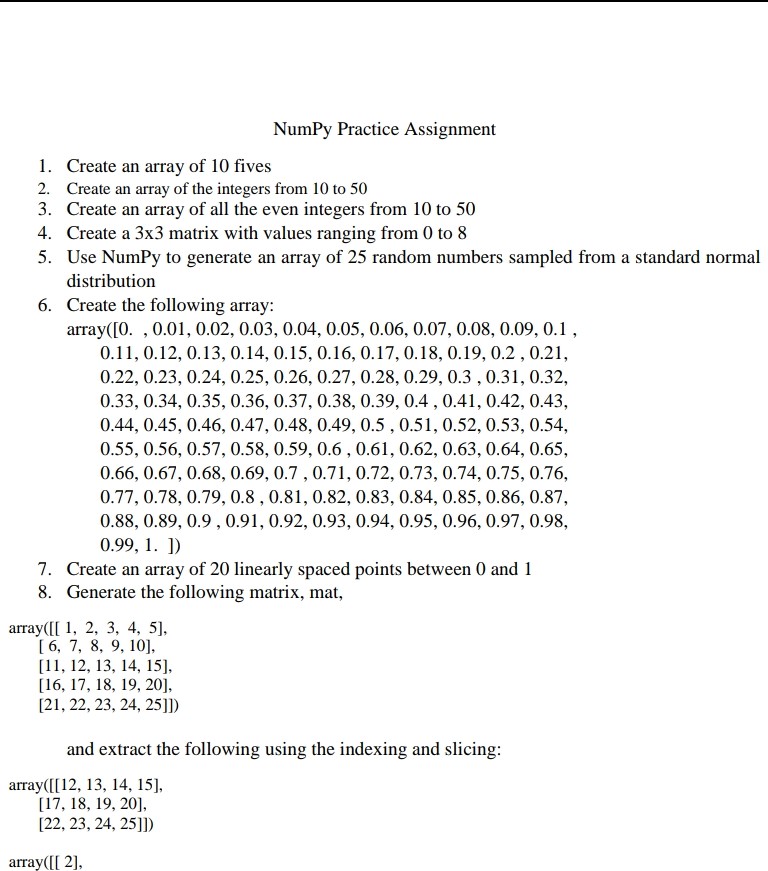 NumPy Practice Assignment
1. Create an array of 10 fives
2. Create an array of the integers from 10 to 50
3. Create an array of all the even integers from 10 to 50
4. Create a 3x3 matrix with values ranging from 0 to 8
5. Use NumPy to generate an array of 25 random numbers sampled from a standard normal
distribution
6. Create the following array:
array([0. , 0.01, 0.02, 0.03, 0.04, 0.05, 0.06, 0.07, 0.08, 0.09, 0.1 ,
0.11, 0.12, 0.13, 0.14, 0.15, 0.16, 0.17, 0.18, 0.19, 0.2 , 0.21,
0.22, 0.23, 0.24, 0.25, 0.26, 0.27, 0.28, 0.29, 0.3 , 0.31, 0.32,
0.33, 0.34, 0.35, 0.36, 0.37, 0.38, 0.39, 0.4 , 0.41, 0.42, 0.43,
0.44, 0.45, 0.46, 0.47, 0.48, 0.49, 0.5 , 0.51, 0.52, 0.53, 0.54,
0.55, 0.56, 0.57, 0.58, 0.59, 0.6 , 0.61, 0.62, 0.63, 0.64, 0.65,
0.66, 0.67, 0.68, 0.69, 0.7 , 0.71, 0.72, 0.73, 0.74, 0.75, 0.76,
0.77, 0.78, 0.79, 0.8 , 0.81, 0.82, 0.83, 0.84, 0.85, 0.86, 0.87,
0.88, 0.89, 0.9 , 0.91, 0.92, 0.93, 0.94, 0.95, 0.96, 0.97, 0.98,
0.99, 1. ])
7. Create an array of 20 linearly spaced points between 0 and 1
8. Generate the following matrix, mat,
array([[ 1, 2, 3, 4, 5],
[ 6, 7, 8, 9, 10],
[11, 12, 13, 14, 15],
[16, 17, 18, 19, 20],
[21, 22, 23, 24, 25]])
and extract the following using the indexing and slicing:
array([[12, 13, 14, 15],
[17, 18, 19, 20],
[22, 23, 24, 25]])
array([[ 2],